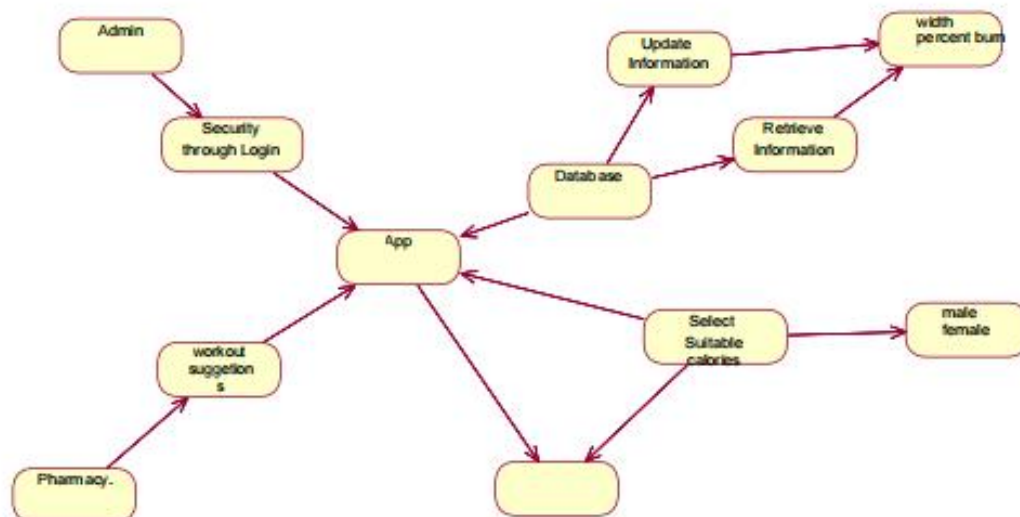 Admin
Security
through Login
Update
Information
width
percent burn
Retrieve
Information
Database
App
Select
Suitable
calories
male
female
workout
suggetion
s
Pharmacy.